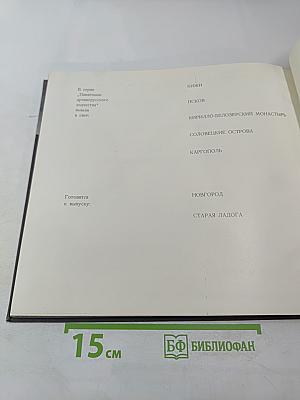 В серии
„Памятники
древнерусского
зодчества"
вышли
в свет:
КИЖИ
ПСКОВ
КИРИЛЛО-БЕЛОЗЕРСКИЙ МОНАСТЫРЬ
СОЛОВЕЦКИЕ ОСТРОВА
КАРГОПОЛЬ
Готовятся
к выпуску:
НОВГОРОД
СТАРАЯ ЛАДОГА
15 см
БФ БИБЛИОФАН